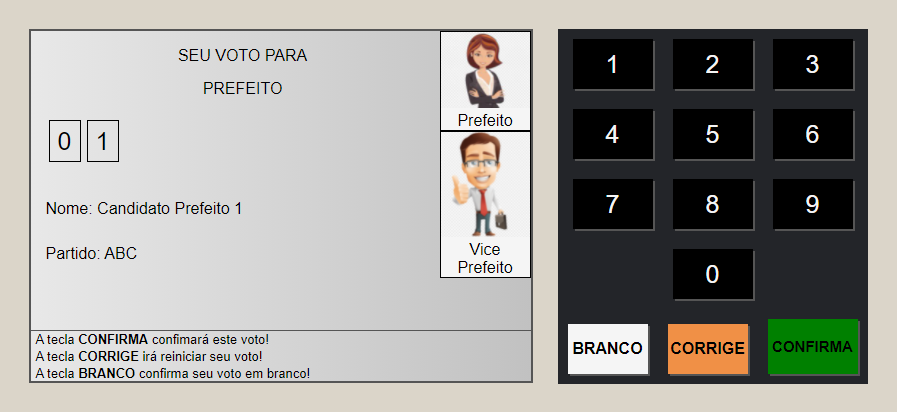 SEU VOTO PARA
PREFEITO
0 1
Nome: Candidato Prefeito 1
Partido: ABC
Prefeito
Vice
Prefeito
A tecla CONFIRMA confimará este voto!
A tecla CORRIGE irá reiniciar seu voto!
A tecla BRANCO confirma seu voto em branco!
1 2 3
4 5 6
7 8 9
0
BRANCO CORRIGE CONFIRMA